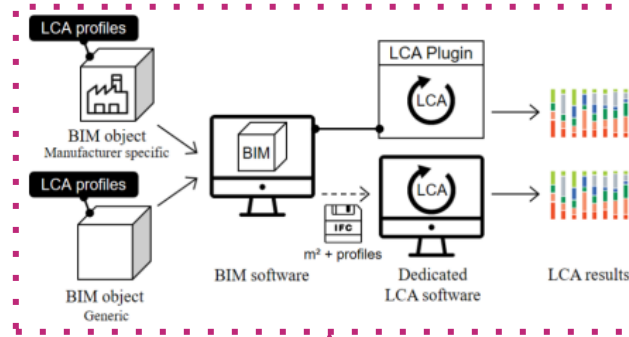 LCA profiles
BIM object
Manufacturer specific
LCA profiles
BIM object
Generic
BIM
BIM software
IFC
m² + profiles
LCA Plugin
LCA
LCA
Dedicated
LCA software
LCA results